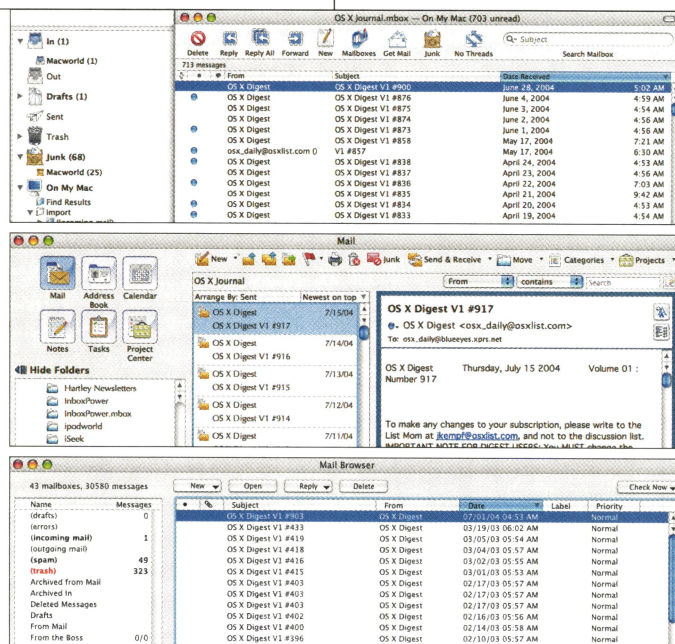 OS X Journal.mbox — On My Mac (703 unread)
In (1)
Macworld (1)
Out
Drafts (1)
Sent
Trash
Junk (68)
Macworld (25)
On My Mac
Find Results
Import
Delete Reply Reply All Forward New Mailboxes Get Mail Junk No Threads Search Mailbox
Subject
713 messages
From Subject Date Received
OS X Digest OS X Digest V1 #900 June 28, 2004 5:02 AM
OS X Digest OS X Digest V1 #876 June 4, 2004 4:59 AM
OS X Digest OS X Digest V1 #875 June 3, 2004 4:54 AM
OS X Digest OS X Digest V1 #874 June 2, 2004 4:56 AM
OS X Digest OS X Digest V1 #873 June 1, 2004 4:56 AM
OS X Digest OS X Digest V1 #858 May 17, 2004 7:21 AM
osx_daily@osxlist.com () V1 #857 May 17, 2004 6:30 AM
OS X Digest OS X Digest V1 #838 April 24, 2004 4:53 AM
OS X Digest OS X Digest V1 #837 April 23, 2004 4:56 AM
OS X Digest OS X Digest V1 #836 April 22, 2004 7:03 AM
OS X Digest OS X Digest V1 #835 April 21, 2004 9:42 AM
OS X Digest OS X Digest V1 #834 April 20, 2004 4:53 AM
OS X Digest OS X Digest V1 #833 April 19, 2004 4:54 AM
Mail
New Junk Send & Receive Move Categories Projects
Mail Address Book Calendar
Notes Tasks Project Center
Hide Folders
Hartley Newsletters
InboxPower
InboxPower.mbox
ipodworld
iSeek
OS X Journal
From contains Search
Arrange By: Sent Newest on top
OS X Digest 7/15/04
OS X Digest V1 #917
OS X Digest 7/14/04
OS X Digest V1 #916
OS X Digest 7/13/04
OS X Digest V1 #915
OS X Digest 7/12/04
OS X Digest V1 #914
OS X Digest 7/11/04
OS X Digest V1 #917
OS X Digest <osx_daily@osxlist.com>
To: osx_daily@blueeyes.xprs.net
OS X Digest Thursday, July 15 2004 Volume 01 :
Number 917
To make any changes to your subscription, please write to the
List Mom at jkempf@osxlist.com, and not to the discussion list.
IMPORTANT NOTE FOR DIGEST USERS: You MUST change the
Mail Browser
43 mailboxes, 30580 messages
New Open Reply Delete Check Now
Name Messages
(drafts) 0
(errors)
(incoming mail) 1
(outgoing mail)
(spam) 49
(trash) 323
Archived from Mail
Archived In
Deleted Messages
Drafts
From Mail
From the Boss 0/0
Subject From Date Label Priority
OS X Digest V1 #903 OS X Digest 07/01/04 04:53 AM Normal
OS X Digest V1 #433 OS X Digest 03/19/03 06:02 AM Normal
OS X Digest V1 #419 OS X Digest 03/05/03 05:54 AM Normal
OS X Digest V1 #418 OS X Digest 03/04/03 05:57 AM Normal
OS X Digest V1 #416 OS X Digest 03/02/03 05:55 AM Normal
OS X Digest V1 #415 OS X Digest 03/01/03 05:53 AM Normal
OS X Digest V1 #403 OS X Digest 02/17/03 05:57 AM Normal
OS X Digest V1 #403 OS X Digest 02/17/03 05:57 AM Normal
OS X Digest V1 #403 OS X Digest 02/17/03 05:57 AM Normal
OS X Digest V1 #402 OS X Digest 02/16/03 05:56 AM Normal
OS X Digest V1 #400 OS X Digest 02/14/03 05:58 AM Normal
OS X Digest V1 #396 OS X Digest 02/10/03 05:57 AM Normal